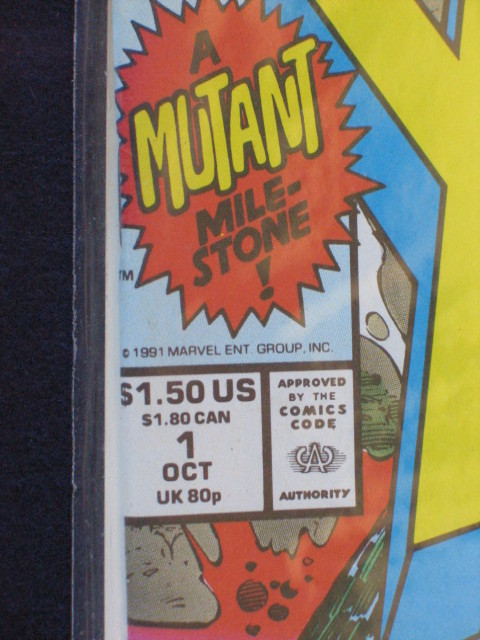 A
MUTANT
MILE-
STONE
!
TM
© 1991 MARVEL ENT. GROUP, INC.
$1.50 US
$1.80 CAN
1
OCT
UK 80p
APPROVED
BY THE
COMICS
CODE
CA
AUTHORITY